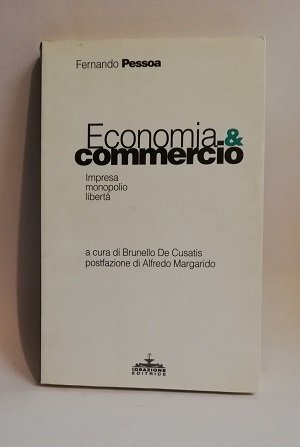 Fernando Pessoa
Economia &
commercio
Impresa
monopolio
libertà
a cura di Brunello De Cusatis
postfazione di Alfredo Margarido
IDEAZIONE
EDITRICE